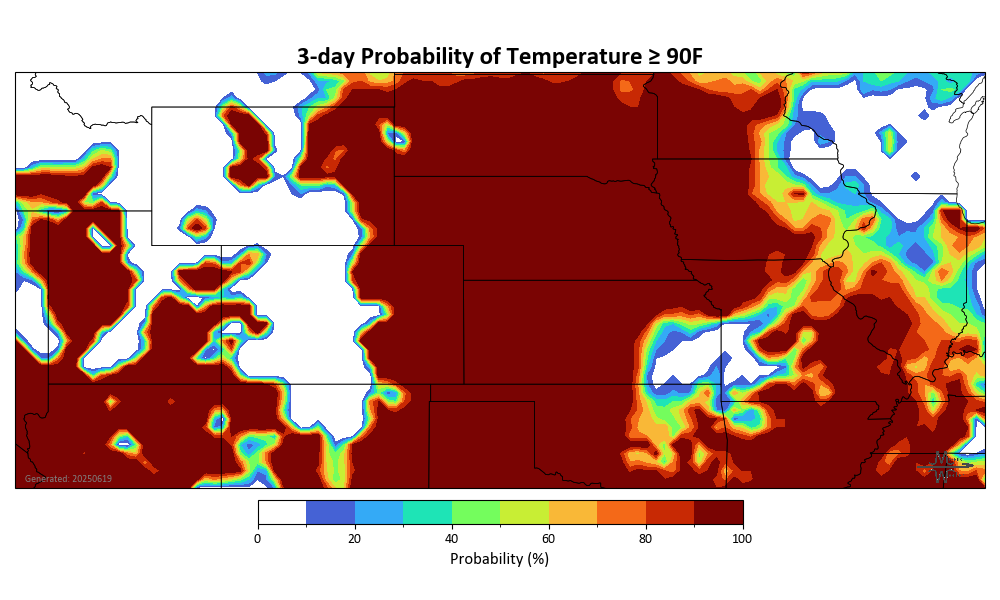 3-day Probability of Temperature ≥ 90F
Generated: 20250619
0 20 40 60 80 100
Probability (%)